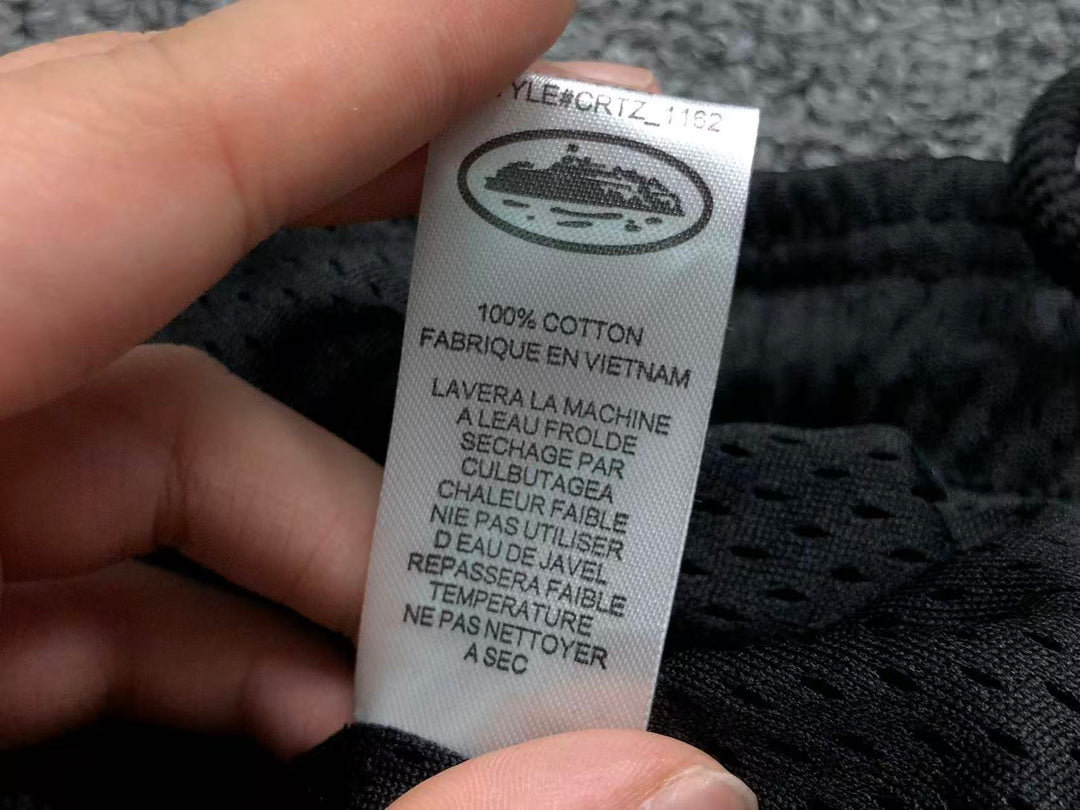 YLE#CRTZ_1162
100% COTTON
FABRIQUE EN VIETNAM
LAVERA LA MACHINE
A LEAU FROLDE
SECHAGE PAR
CULBUTAGEA
CHALEUR FAIBLE
NIE PAS UTILISER
D EAU DE JAVEL
REPASSERA FAIBLE
TEMPERATURE
NE PAS NETTOYER
A SEC